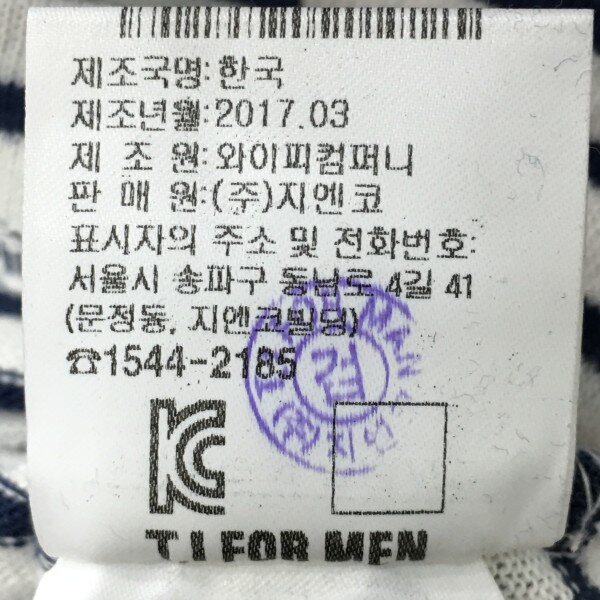 제조국명:한국
제조년월:2017.03
제 조 원:와이피컴퍼니
판 매 원:(주)지엔코
표시자의 주소 및 전화번호:
서울시 송파구 동남로 4길 41
(문정동, 지엔코빌딩)
☎1544-2185
검
KC
T.I FOR MEN